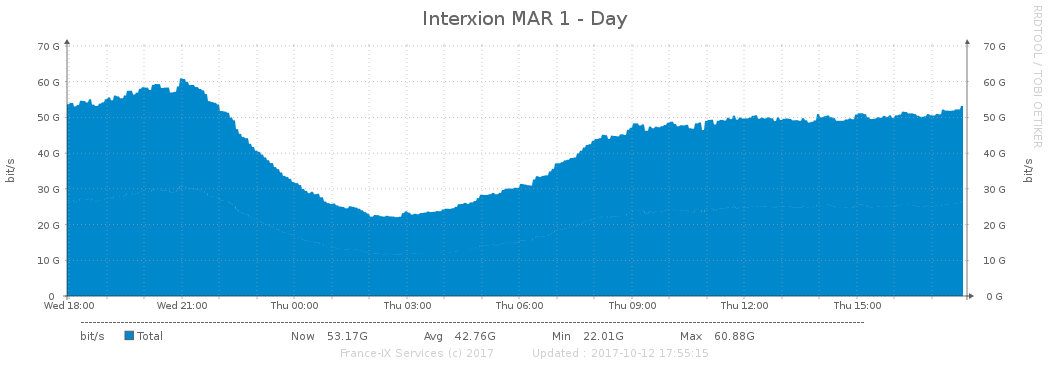 Interxion MAR 1 - Day
RRDTOOL / TOBI OETIKER
70 G 70 G
60 G 60 G
50 G 50 G
40 G 40 G
30 G 30 G
20 G 20 G
10 G 10 G
0 0 G
bit/s bit/s
Wed 18:00 Wed 21:00 Thu 00:00 Thu 03:00 Thu 06:00 Thu 09:00 Thu 12:00 Thu 15:00
bit/s Total Now 53.17G Avg 42.76G Min 22.01G Max 60.88G
France-IX Services (c) 2017 Updated : 2017-10-12 17:55:15